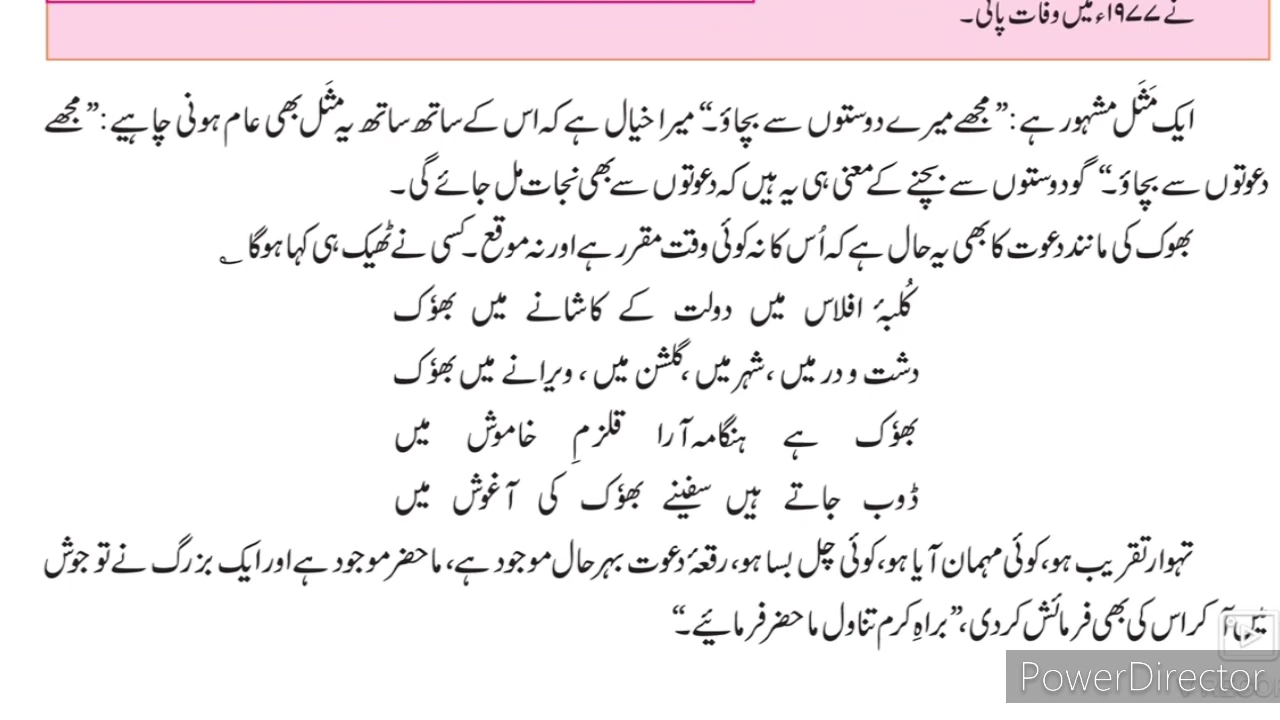 نے ۱۹۷۷ء میں وفات پائی۔
ایک مَثَل مشہور ہے: ”مجھے میرے دوستوں سے بچاؤ۔“ میرا خیال ہے کہ اس کے ساتھ ساتھ یہ مثَل بھی عام ہونی چاہیے: ”مجھے
دعوتوں سے بچاؤ۔“ گو دوستوں سے بچنے کے معنی ہی یہ ہیں کہ دعوتوں سے بھی نجات مل جائے گی۔
بھوک کی مانند دعوت کا بھی یہ حال ہے کہ اُس کا نہ کوئی وقت مقرر ہے اور نہ موقع۔ کسی نے ٹھیک ہی کہا ہوگا ؎
کُلبۂ افلاس میں دولت کے کاشانے میں بھوٗک
دشت و در میں، شہر میں، گلشن میں، ویرانے میں بھوٗک
بھوٗک ہے ہنگامہ آرا قلزمِ خاموش میں
ڈوب جاتے ہیں سفینے بھوٗک کی آغوش میں
تہوار تقریب ہو، کوئی مہمان آیا ہو، کوئی چل بسا ہو، رقعۂ دعوت بہرحال موجود ہے، ماحضر موجود ہے اور ایک بزرگ نے تو جوش
میں آ کر اس کی بھی فرمائش کر دی، ”براہِ کرم تناول ماحضر فرمائیے۔“
PowerDirector